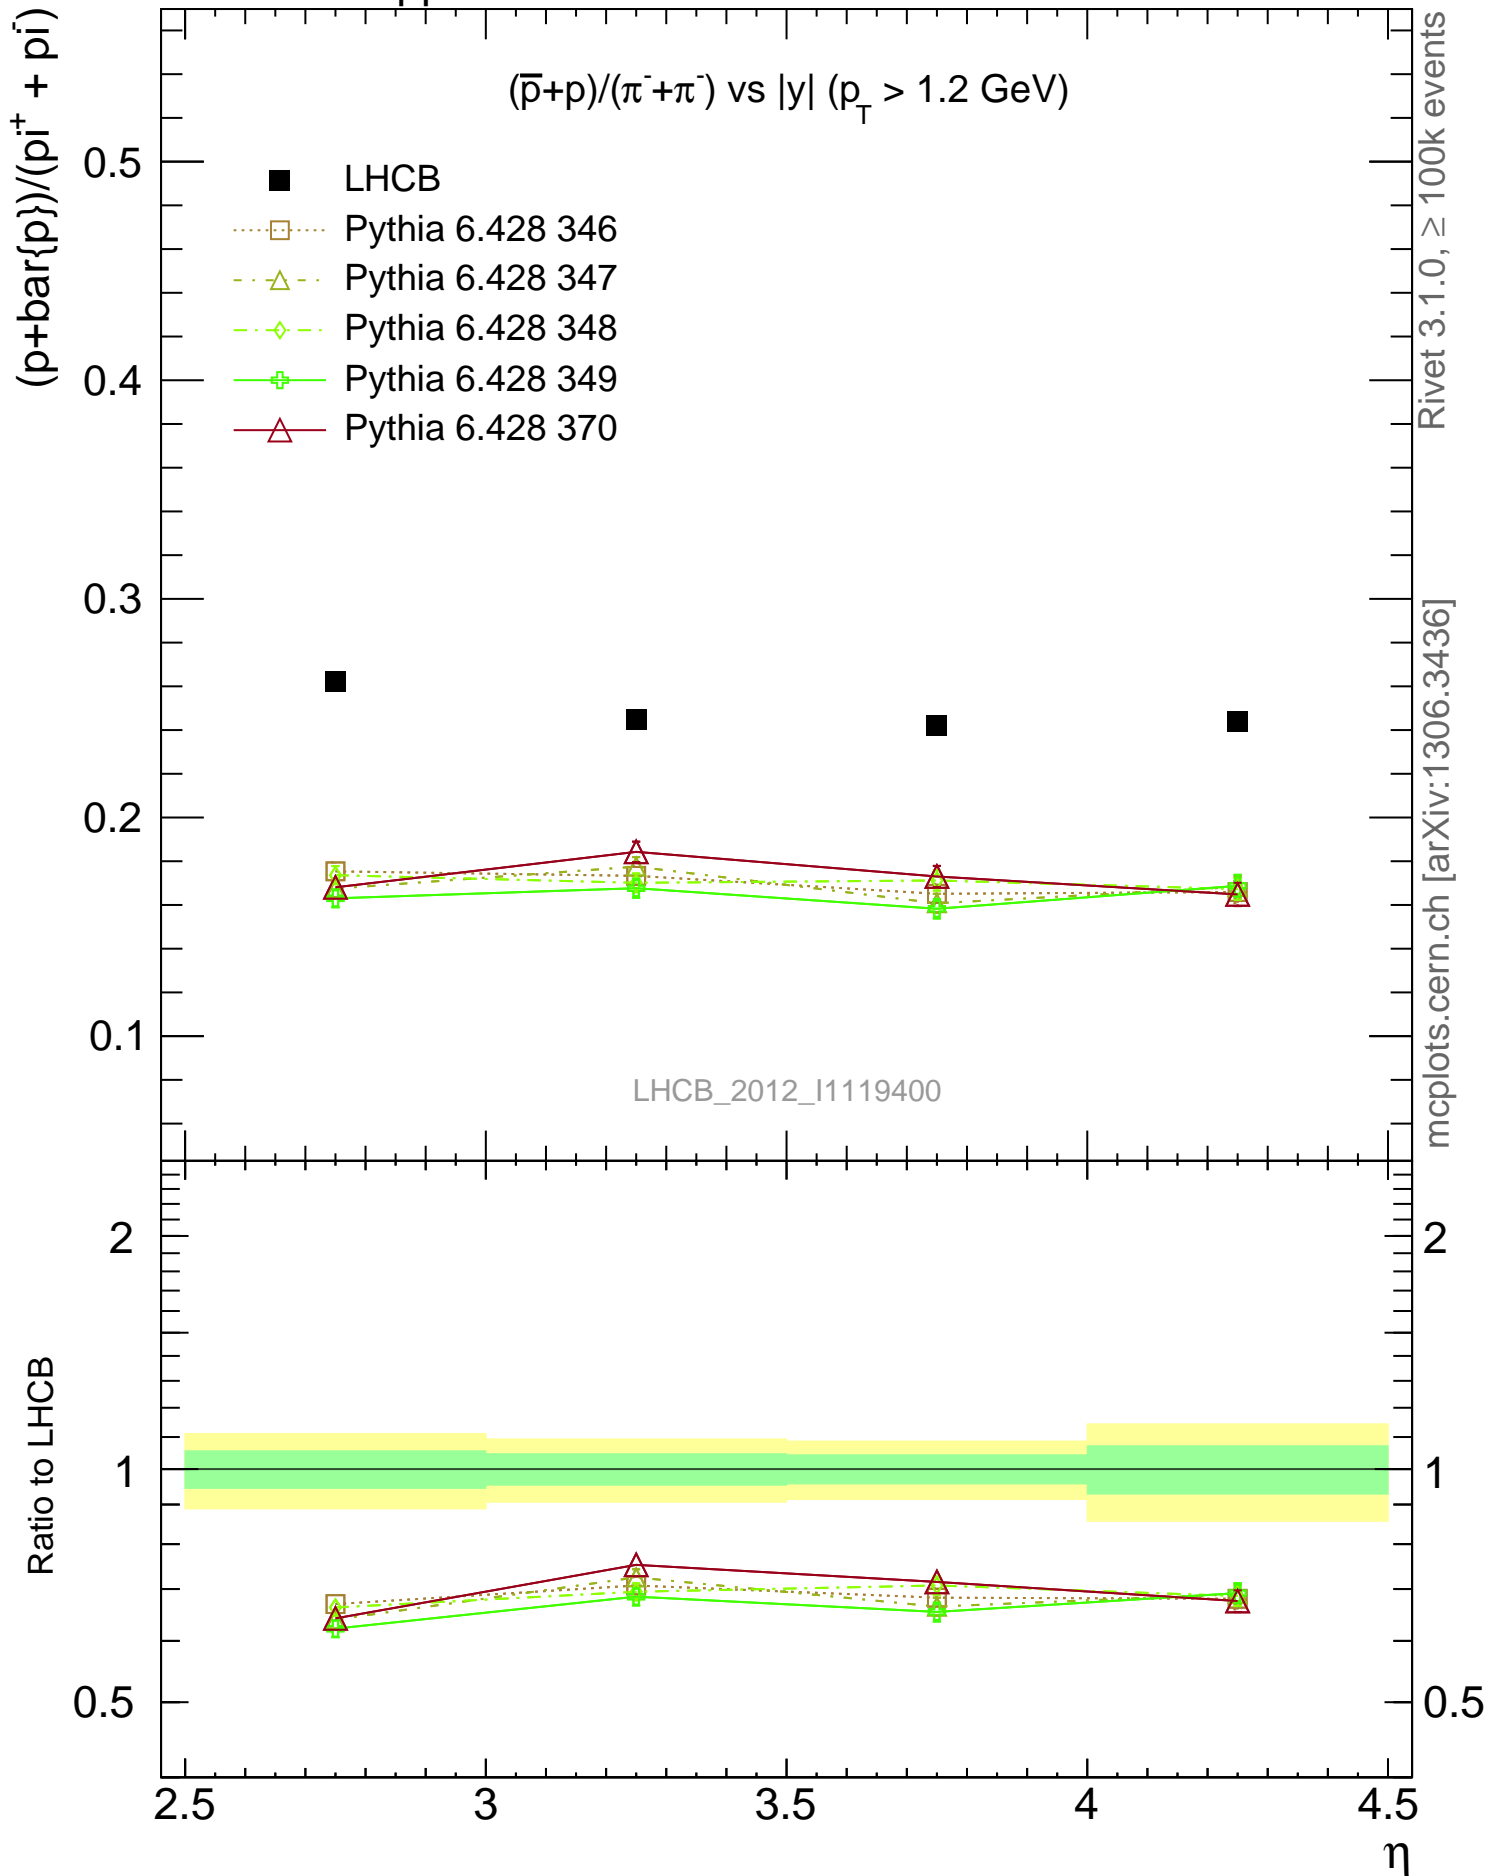 (p̅+p)/(π⁻+π⁻) vs |y| (p_T > 1.2 GeV)
(p+bar{p})/(pi⁺ + pi⁻)
LHCB
Pythia 6.428 346
Pythia 6.428 347
Pythia 6.428 348
Pythia 6.428 349
Pythia 6.428 370
0.5
0.4
0.3
0.2
0.1
LHCB_2012_I1119400
Rivet 3.1.0, ≥ 100k events
mcplots.cern.ch [arXiv:1306.3436]
Ratio to LHCB
2
1
0.5
2
1
0.5
2.5 3 3.5 4 4.5
η